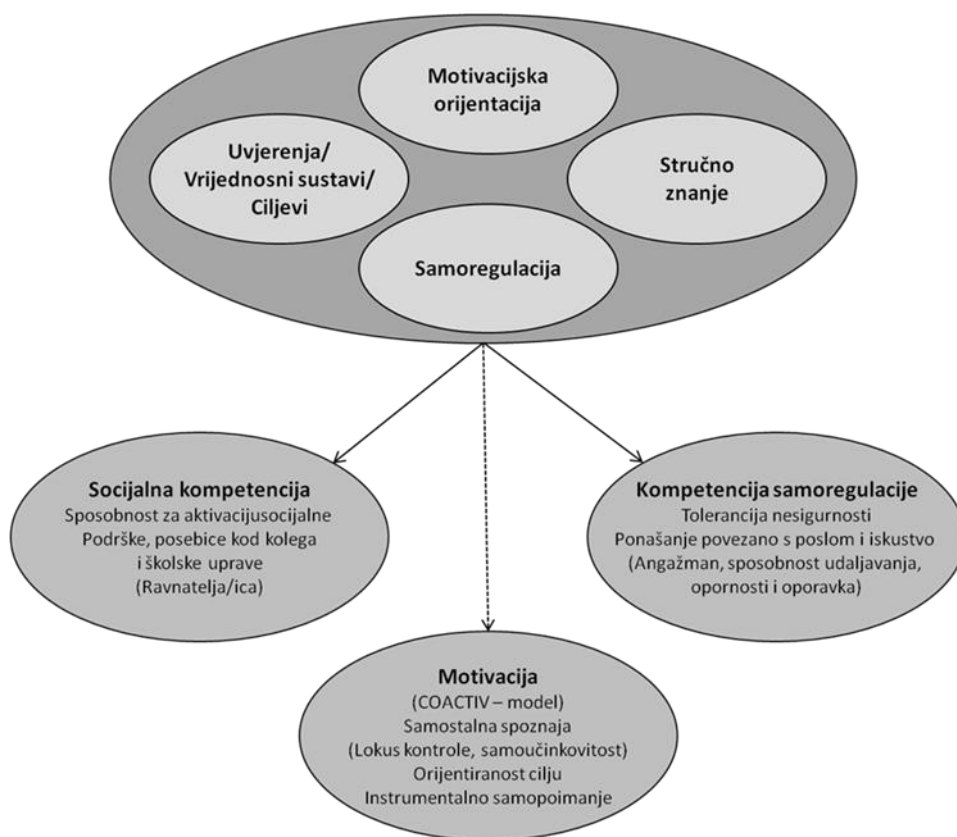 Motivacijska
orijentacija
Uvjerenja/
Vrijednosni sustavi/
Ciljevi
Stručno
znanje
Samoregulacija
Socijalna kompetencija
Sposobnost za aktivacijusocijalne
Podrške, posebice kod kolega
i školske uprave
(Ravnatelja/ica)
Kompetencija samoregulacije
Tolerancija nesigurnosti
Ponašanje povezano s poslom i iskustvo
(Angažman, sposobnost udaljavanja,
opornosti i oporavka)
Motivacija
(COACTIV – model)
Samostalna spoznaja
(Lokus kontrole, samoučinkovitost)
Orijentiranost cilju
Instrumentalno samopoimanje